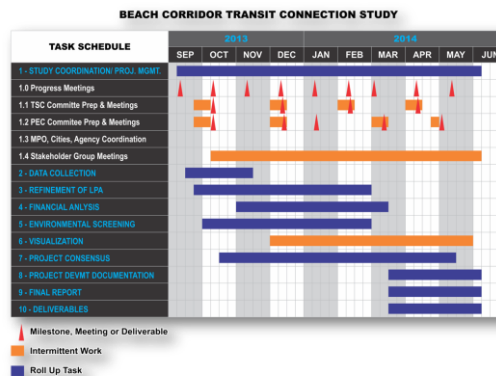 BEACH CORRIDOR TRANSIT CONNECTION STUDY
TASK SCHEDULE
2013
2014
SEP OCT NOV DEC JAN FEB MAR APR MAY JUN
1 - STUDY COORDINATION/ PROJ. MGMT.
1.0 Progress Meetings
1.1 TSC Committe Prep & Meetings
1.2 PEC Commitee Prep & Meetings
1.3 MPO, Cities, Agency Coordination
1.4 Stakeholder Group Meetings
2 - DATA COLLECTION
3 - REFINEMENT OF LPA
4 - FINANCIAL ANLYSIS
5 - ENVIRONMENTAL SCREENING
6 - VISUALIZATION
7 - PROJECT CONSENSUS
8 - PROJECT DEVMT DOCUMENTATION
9 - FINAL REPORT
10 - DELIVERABLES
Milestone, Meeting or Deliverable
Intermittent Work
Roll Up Task